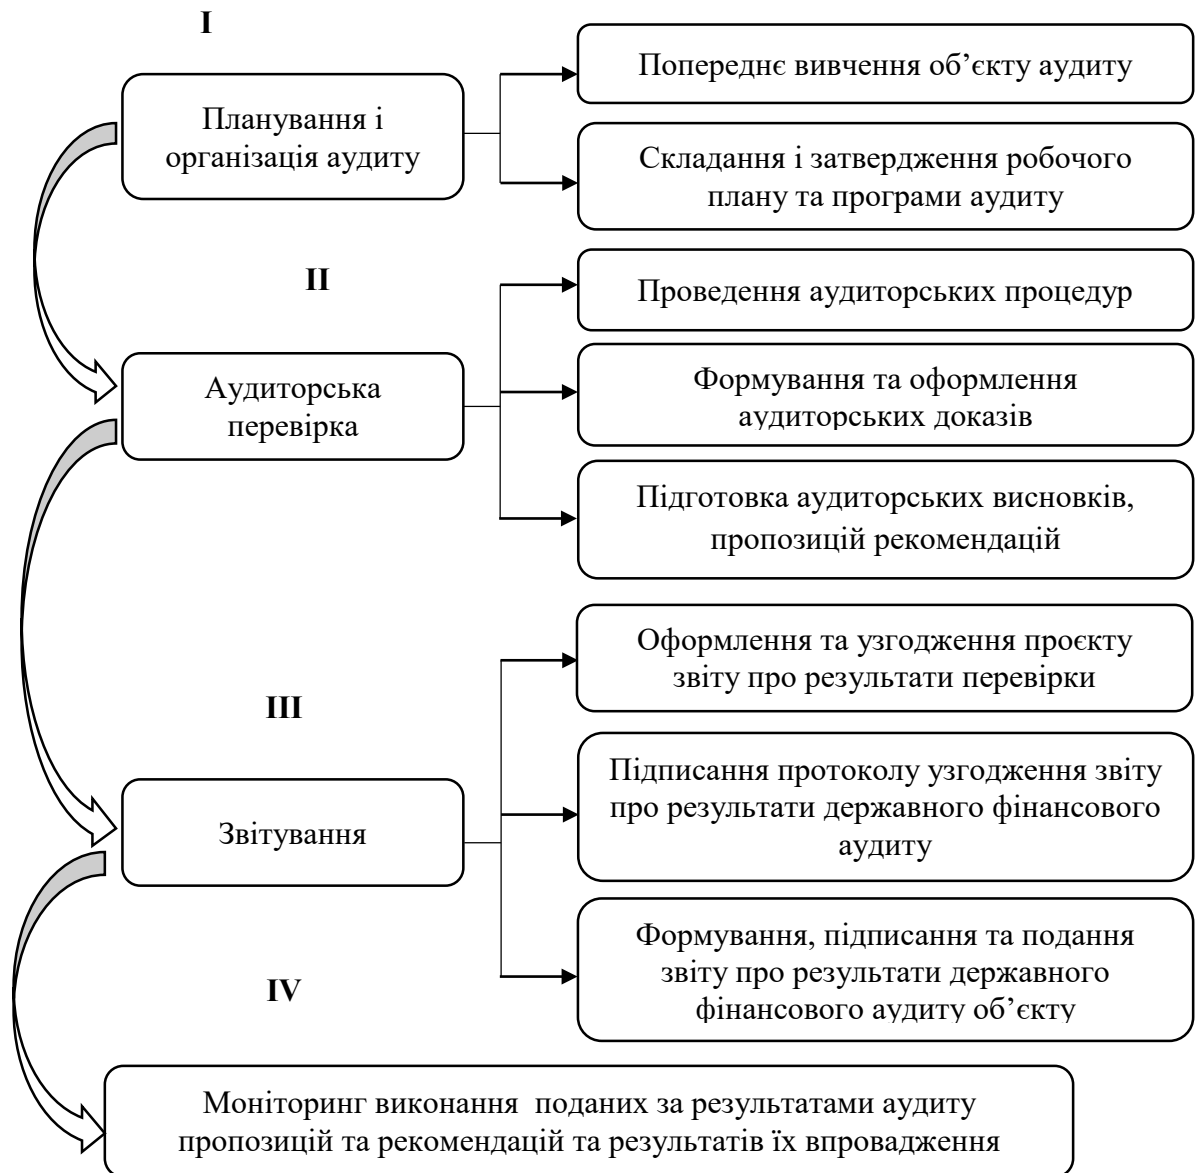 I
Планування і
організація аудиту
Попереднє вивчення об’єкту аудиту
Складання і затвердження робочого
плану та програми аудиту
II
Аудиторська
перевірка
Проведення аудиторських процедур
Формування та оформлення
аудиторських доказів
Підготовка аудиторських висновків,
пропозицій рекомендацій
III
Звітування
Оформлення та узгодження проєкту
звіту про результати перевірки
Підписання протоколу узгодження звіту
про результати державного фінансового
аудиту
Формування, підписання та подання
звіту про результати державного
фінансового аудиту об’єкту
IV
Моніторинг виконання поданих за результатами аудиту
пропозицій та рекомендацій та результатів їх впровадження